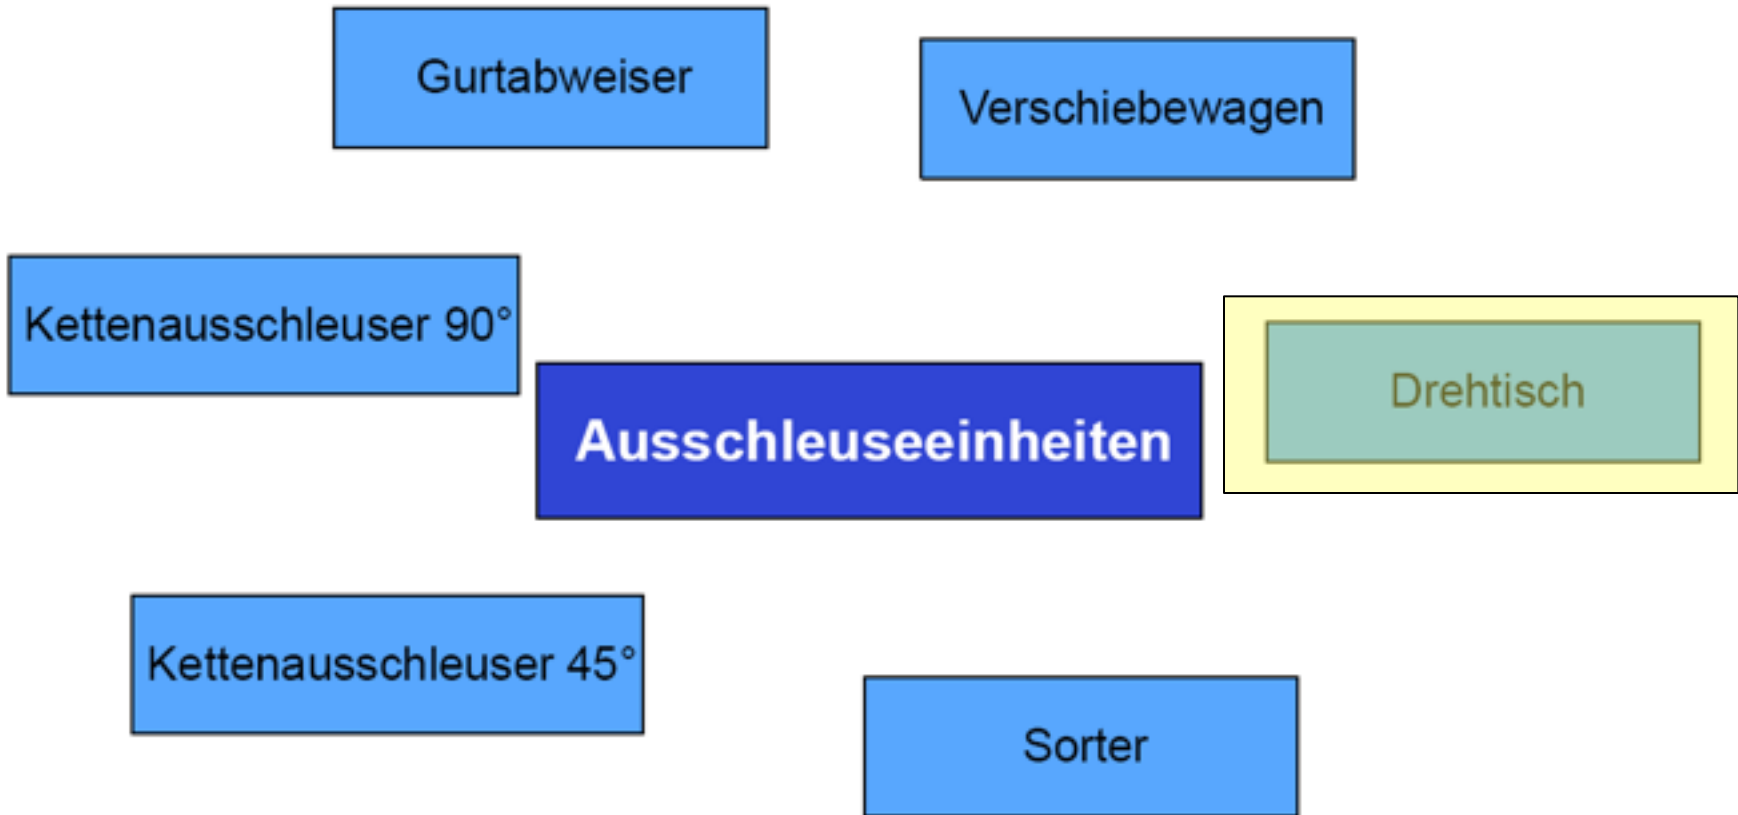 Gurtabweiser
Verschiebewagen
Kettenausschleuser 90°
Drehtisch
Ausschleuseeinheiten
Kettenausschleuser 45°
Sorter